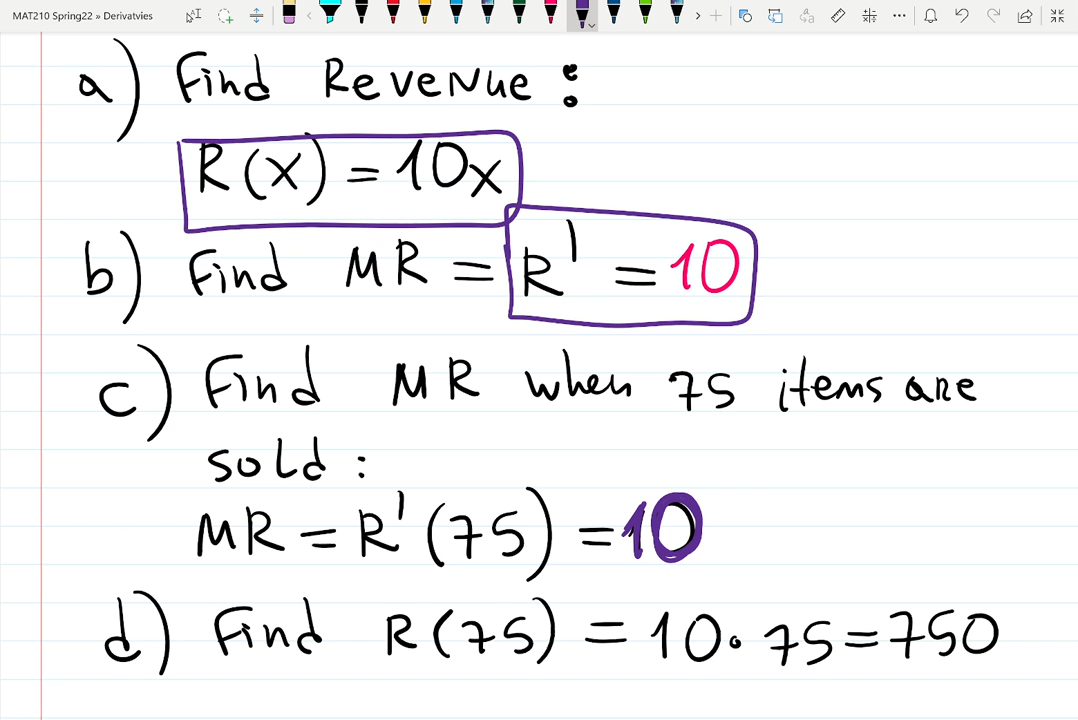 MAT210 Spring22 » Derivatvies
a) Find Revenue:
R(x) = 10x
b) Find MR = R' = 10
c) Find MR when 75 items are
sold:
MR = R'(75) = 10
d) Find R(75) = 10 · 75 = 750